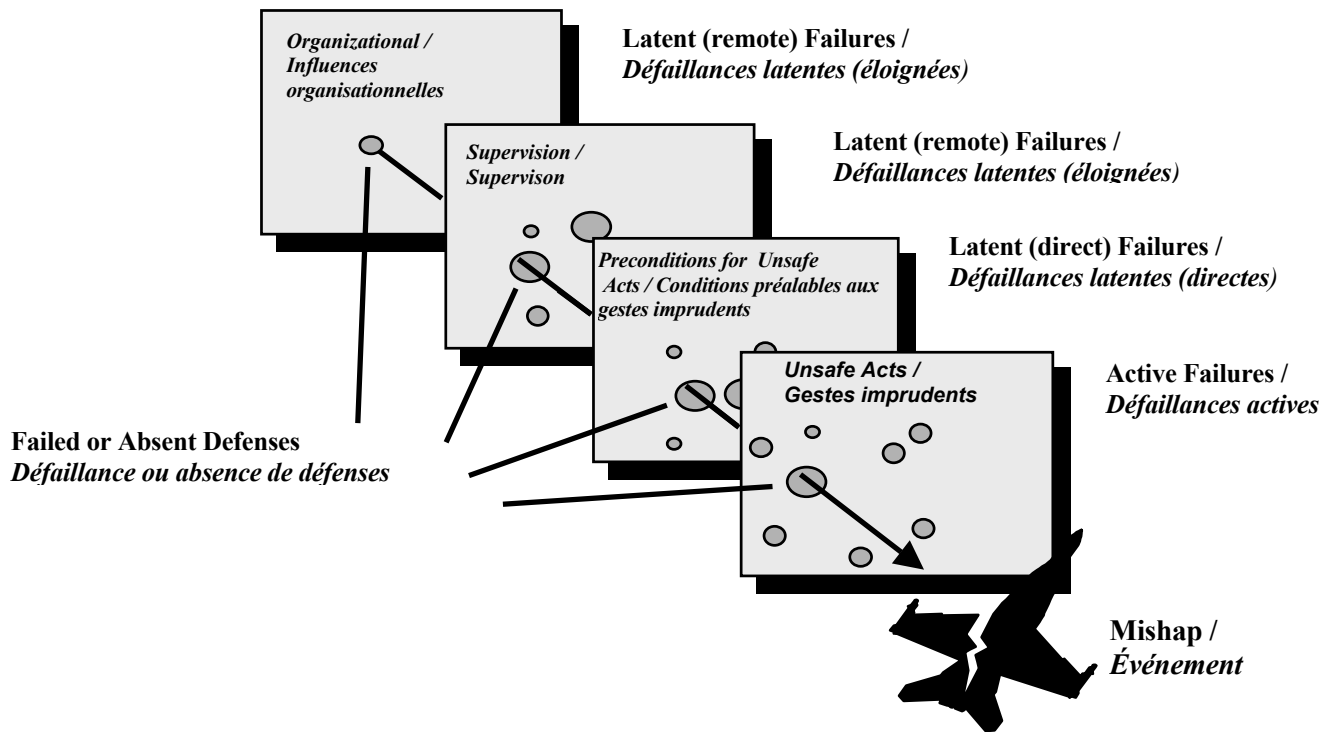 Organizational /
Influences
organisationnelles
Latent (remote) Failures /
Défaillances latentes (éloignées)
Supervision /
Supervison
Latent (remote) Failures /
Défaillances latentes (éloignées)
Preconditions for Unsafe
Acts / Conditions préalables aux
gestes imprudents
Latent (direct) Failures /
Défaillances latentes (directes)
Unsafe Acts /
Gestes imprudents
Active Failures /
Défaillances actives
Failed or Absent Defenses
Défaillance ou absence de défenses
Mishap /
Événement